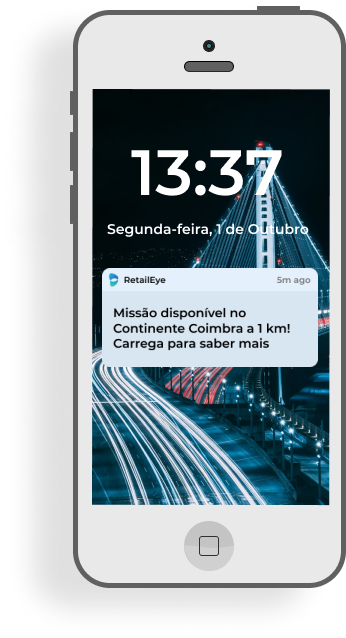 13:37
Segunda-feira, 1 de Outubro
RetailEye 5m ago
Missão disponível no
Continente Coimbra a 1 km!
Carrega para saber mais